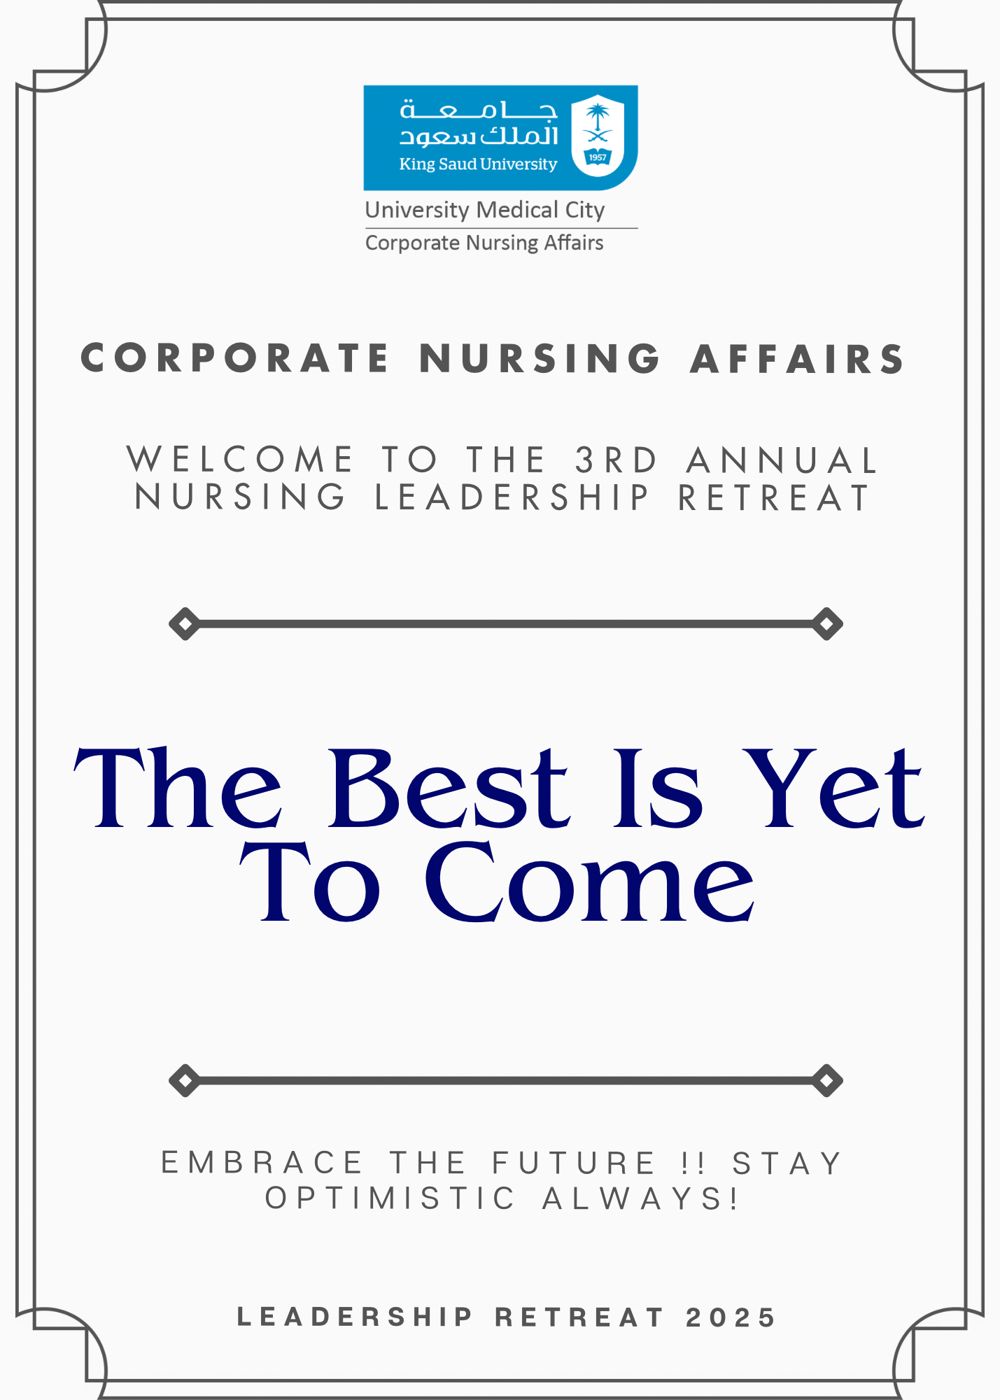 جامعة
الملك سعود
King Saud University
1957
University Medical City
Corporate Nursing Affairs
CORPORATE NURSING AFFAIRS
WELCOME TO THE 3RD ANNUAL
NURSING LEADERSHIP RETREAT
The Best Is Yet
To Come
EMBRACE THE FUTURE !! STAY
OPTIMISTIC ALWAYS!
LEADERSHIP RETREAT 2025